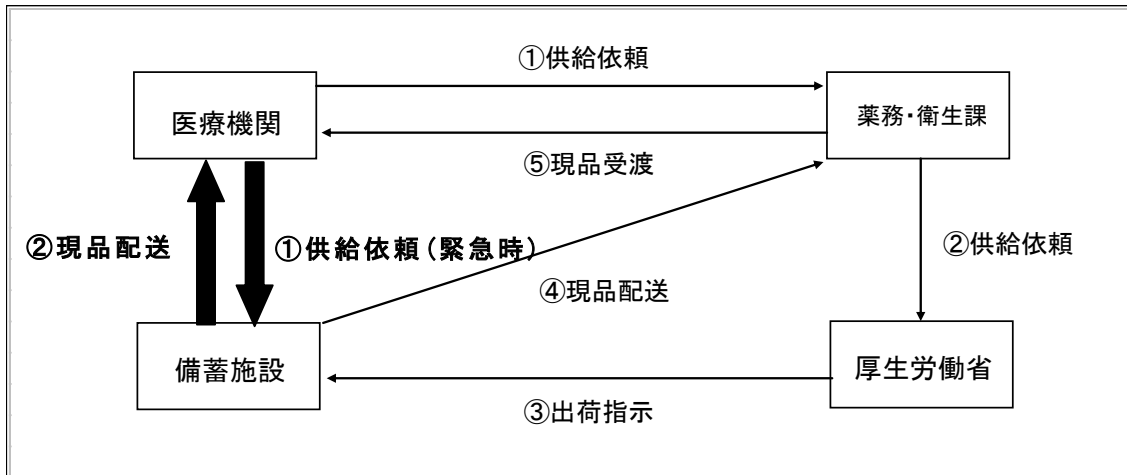 ①供給依頼
医療機関
薬務・衛生課
⑤現品受渡
②現品配送
①供給依頼(緊急時)
②供給依頼
④現品配送
備蓄施設
厚生労働省
③出荷指示